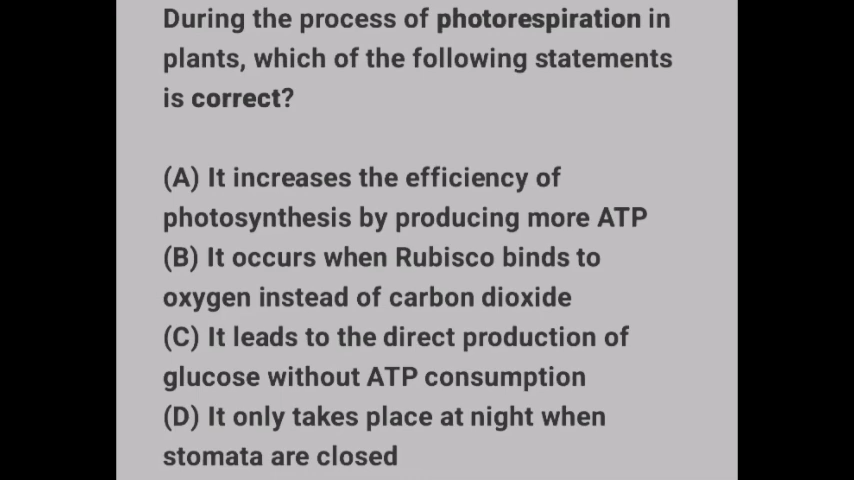 During the process of photorespiration in
plants, which of the following statements
is correct?
(A) It increases the efficiency of
photosynthesis by producing more ATP
(B) It occurs when Rubisco binds to
oxygen instead of carbon dioxide
(C) It leads to the direct production of
glucose without ATP consumption
(D) It only takes place at night when
stomata are closed